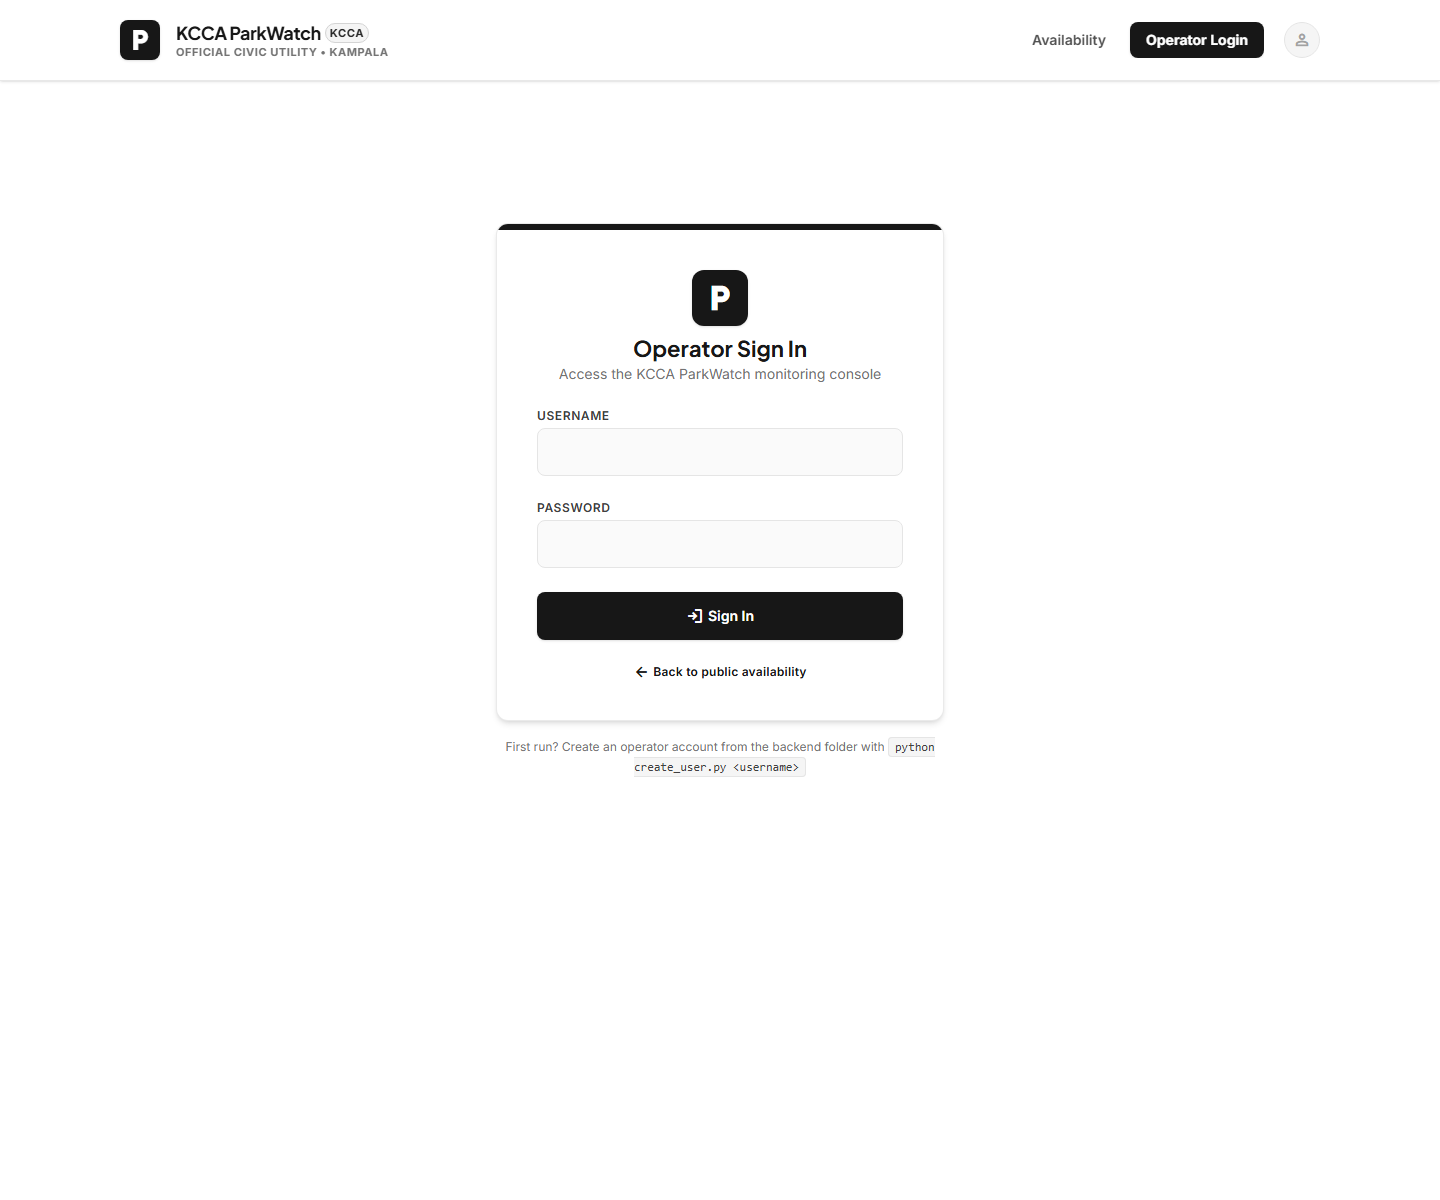 P
KCCA ParkWatch KCCA
OFFICIAL CIVIC UTILITY • KAMPALA
Availability
Operator Login
P
Operator Sign In
Access the KCCA ParkWatch monitoring console
USERNAME
PASSWORD
Sign In
← Back to public availability
First run? Create an operator account from the backend folder with python
create_user.py <username>